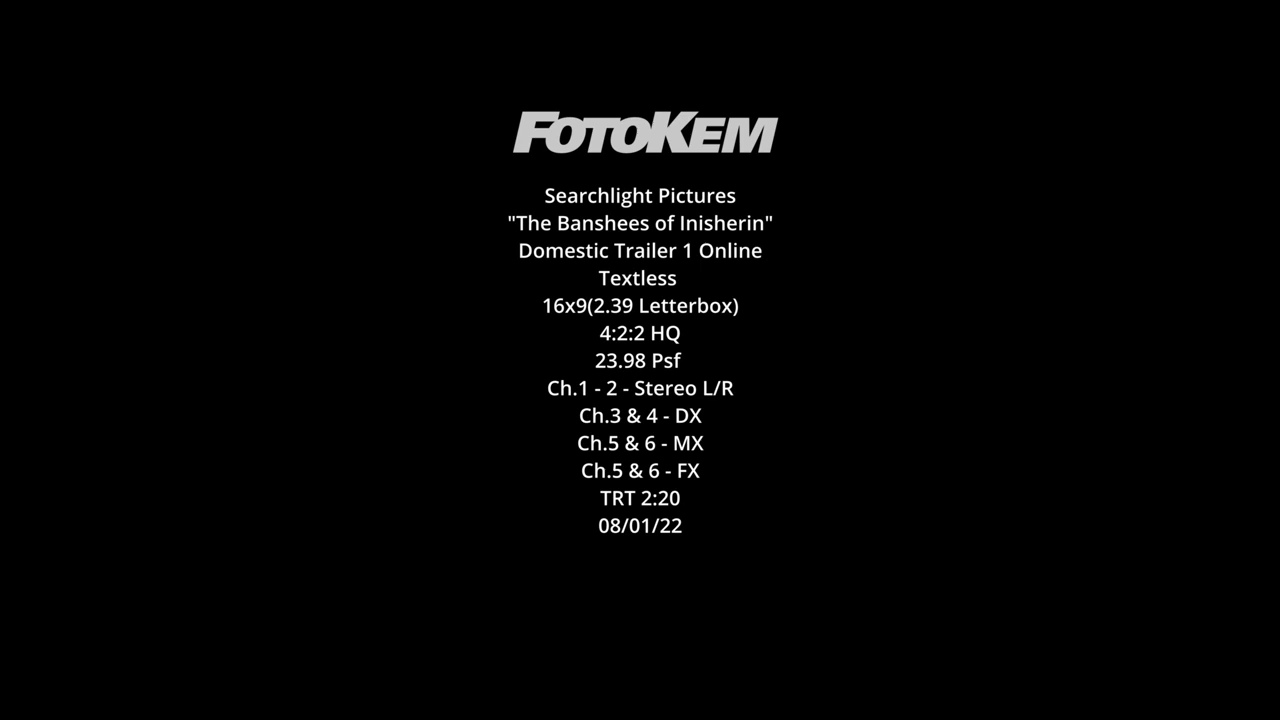 FOTOKEM
Searchlight Pictures
"The Banshees of Inisherin"
Domestic Trailer 1 Online
Textless
16x9(2.39 Letterbox)
4:2:2 HQ
23.98 Psf
Ch.1 - 2 - Stereo L/R
Ch.3 & 4 - DX
Ch.5 & 6 - MX
Ch.5 & 6 - FX
TRT 2:20
08/01/22